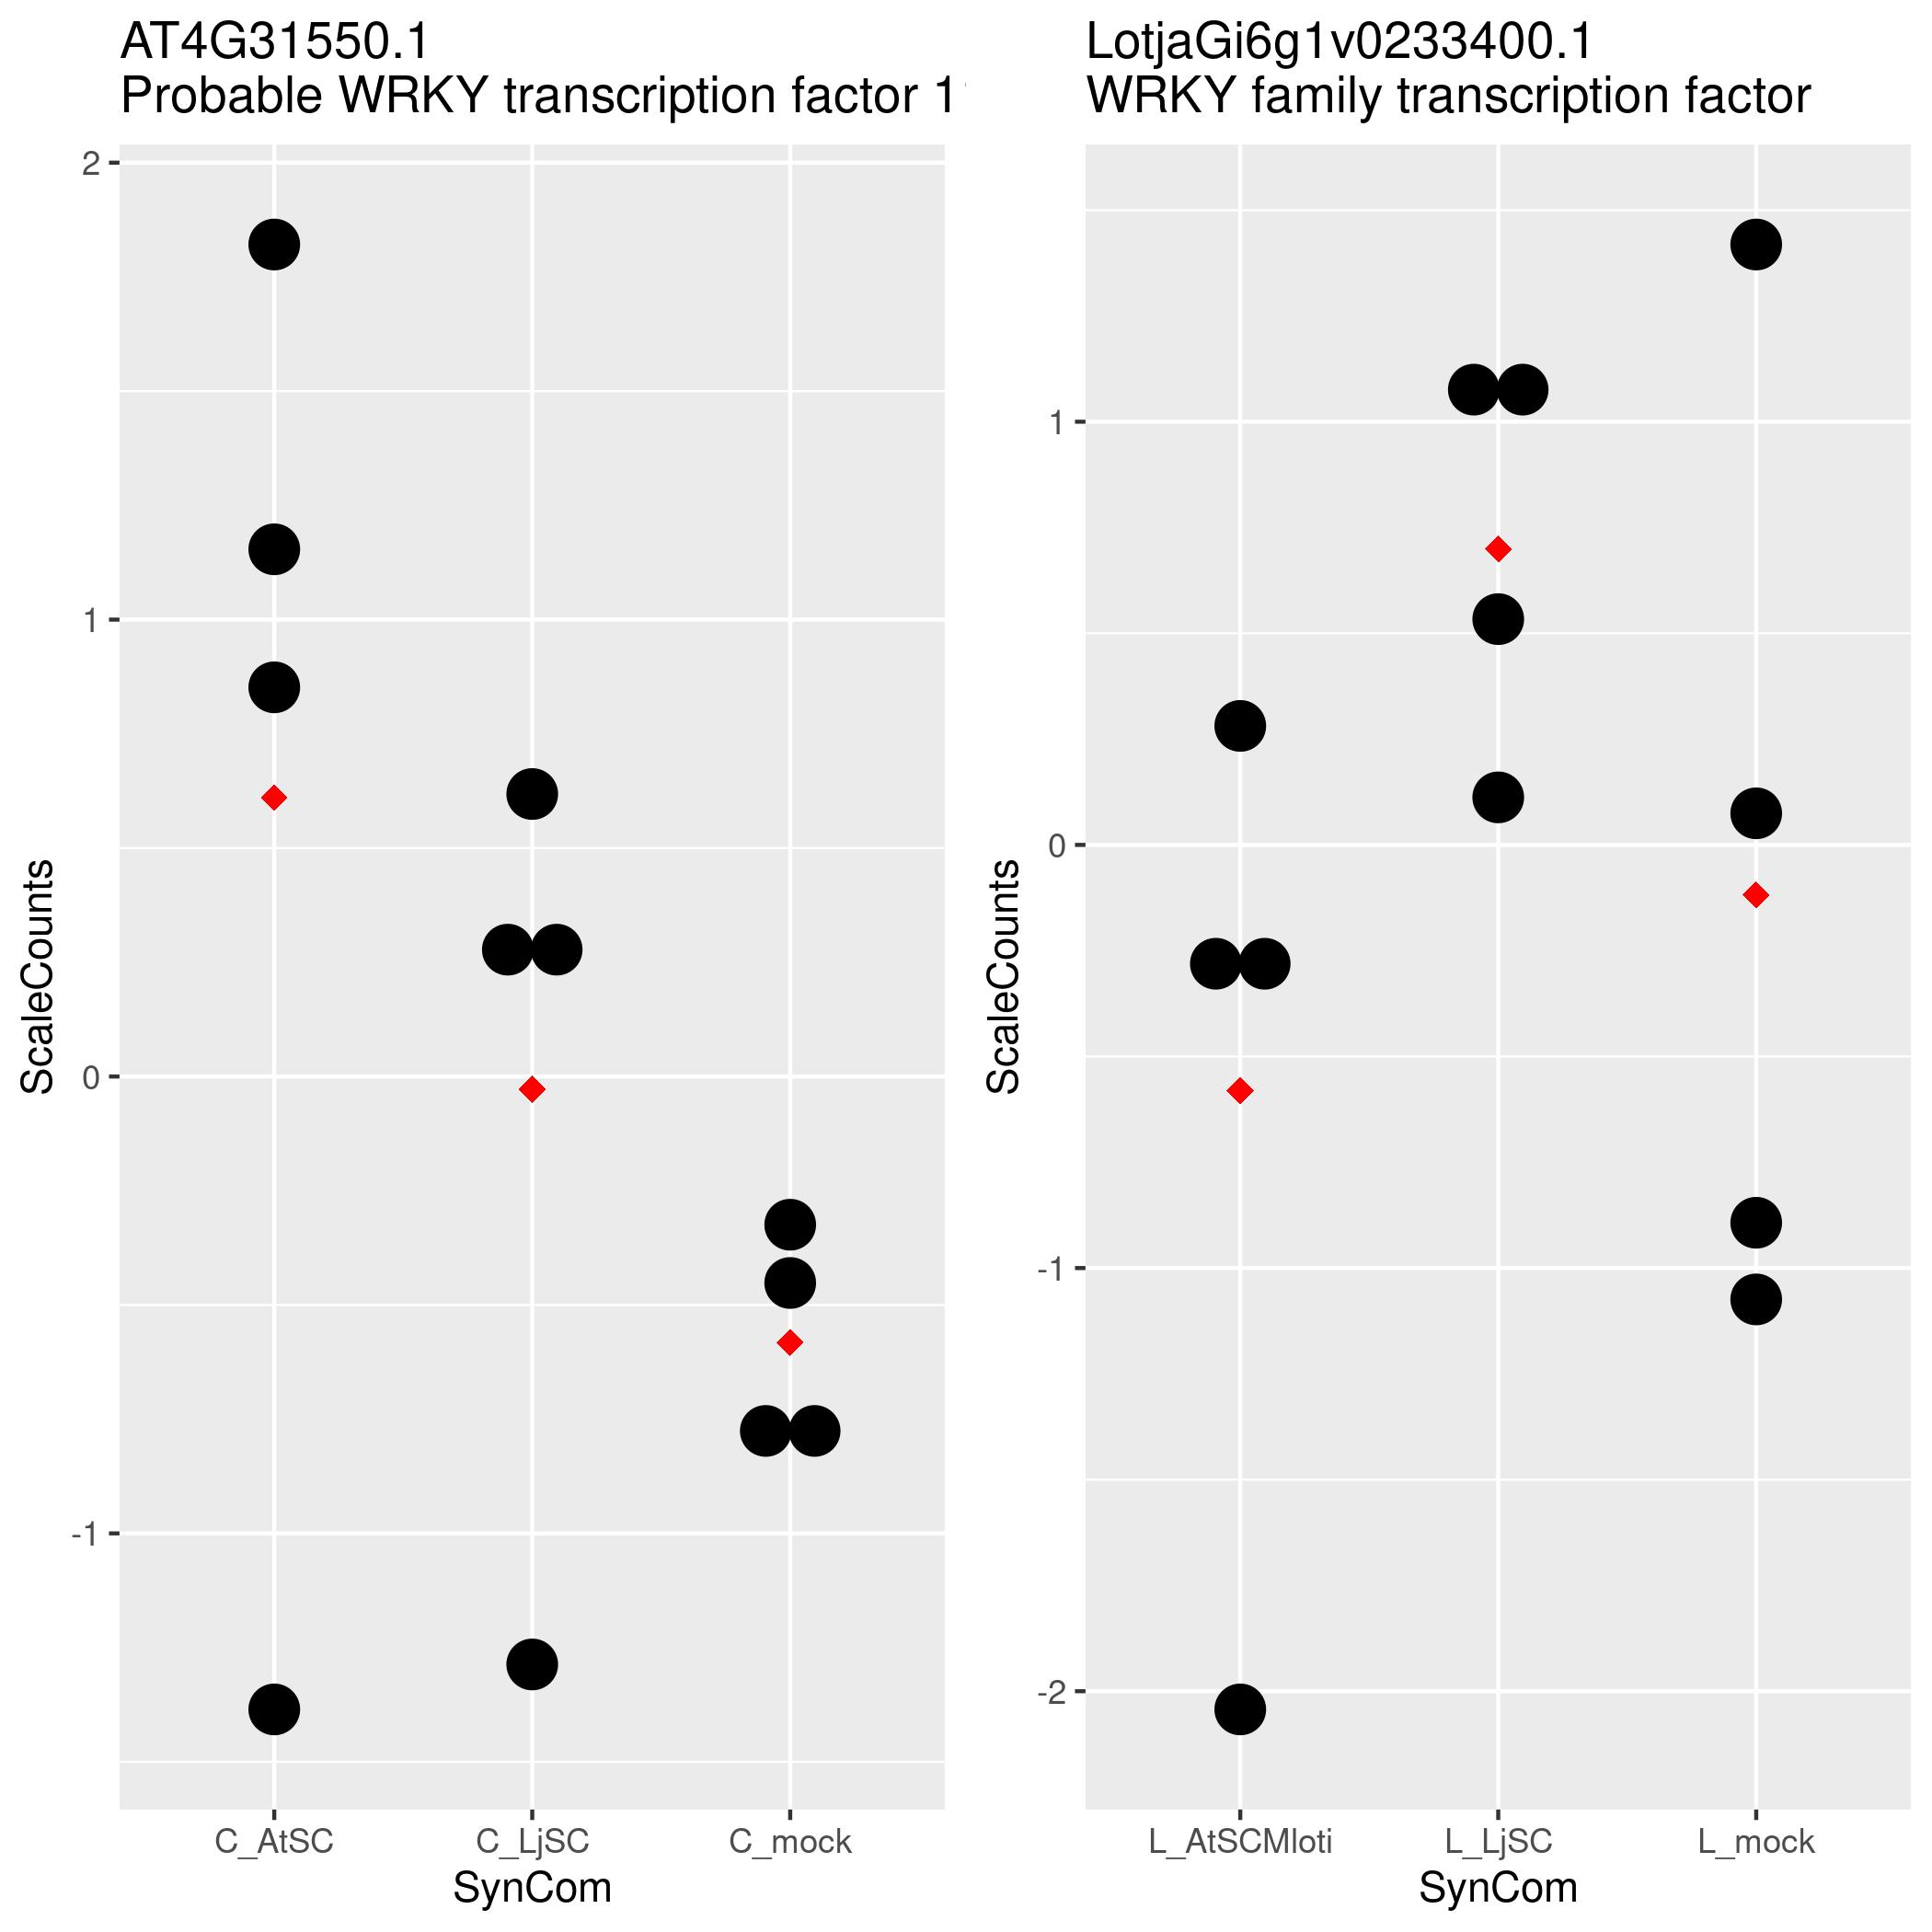 AT4G31550.1
Probable WRKY transcription factor 1
ScaleCounts
2
1
0
-1
C_AtSC
C_LjSC
C_mock
SynCom
LotjaGi6g1v0233400.1
WRKY family transcription factor
ScaleCounts
1
0
-1
-2
L_AtSCMloti
L_LjSC
L_mock
SynCom